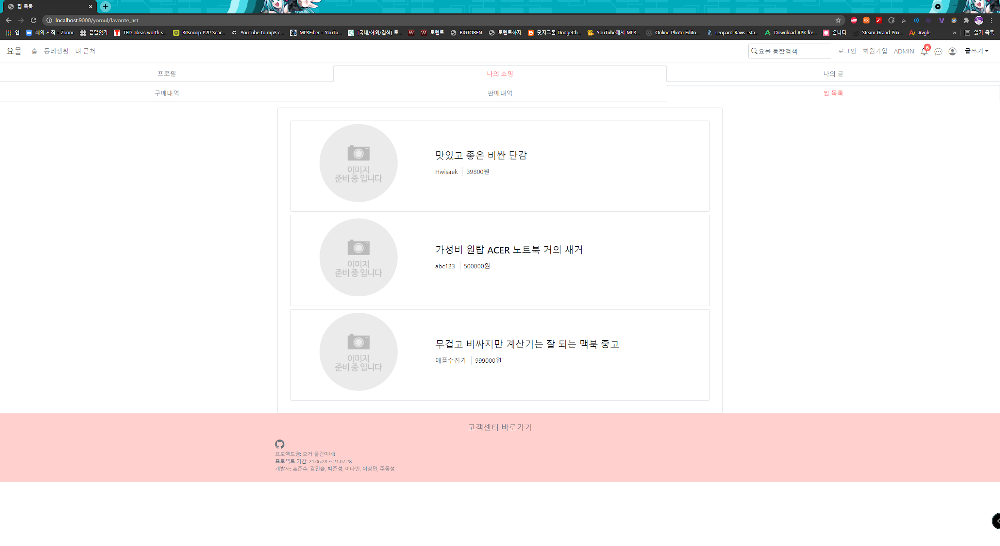 찜 목록
localhost:9000/yomul/favorite_list
앱 회의 시작 - Zoom 끝말잇기 TED: Ideas worth s... Bitsnoop P2P Sear... YouTube to mp3 c... MP3Fiber - YouTu... [국내/해외/검색] 토... 토렌트 BIGTOREN 토렌트하자 닷지크롬 DodgeCh... YouTube에서 MP3... Online Photo Edito... Leopard-Raws -sta... Download APK fre... 온나다 Steam Grand Prix... Avgle » 읽기 목록
요물 홈 동네생활 내 근처 요물 통합검색 로그인 회원가입 ADMIN 6 글쓰기
프로필 나의 쇼핑 나의 글
구매내역 판매내역 찜 목록
이미지
준비 중 입니다
맛있고 좋은 비싼 단감
Hwisaek 39800원
이미지
준비 중 입니다
가성비 원탑 ACER 노트북 거의 새거
abc123 500000원
이미지
준비 중 입니다
무겁고 비싸지만 계산기는 잘 되는 맥북 중고
애플수집가 999000원
고객센터 바로가기
프로젝트명: 요거 물건이네!
프로젝트 기간: 21.06.28 ~ 21.07.28
개발자: 홍준수, 강진슬, 박준성, 이다빈, 이창민, 주동성